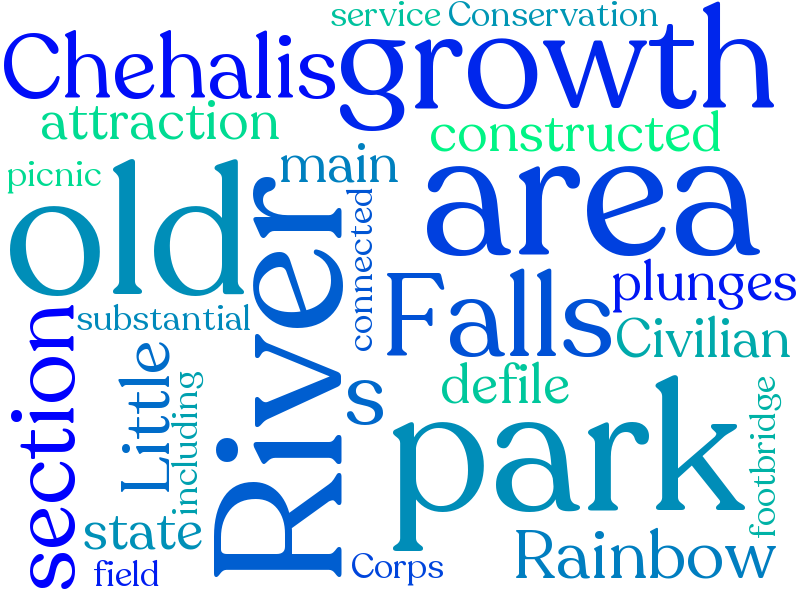 service Conservation
Chehalis growth
attraction
constructed
picnic
main
old
area
River
connected
Falls
plunges
substantial
section
Little
including
s
Civilian
defile
park
footbridge
state
field
Corps
Rainbow